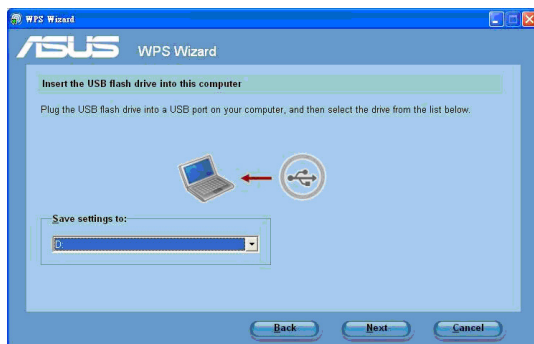 WPS Wizard
ASUS WPS Wizard
Insert the USB flash drive into this computer
Plug the USB flash drive into a USB port on your computer, and then select the drive from the list below.
Save settings to:
D:
Back Next Cancel